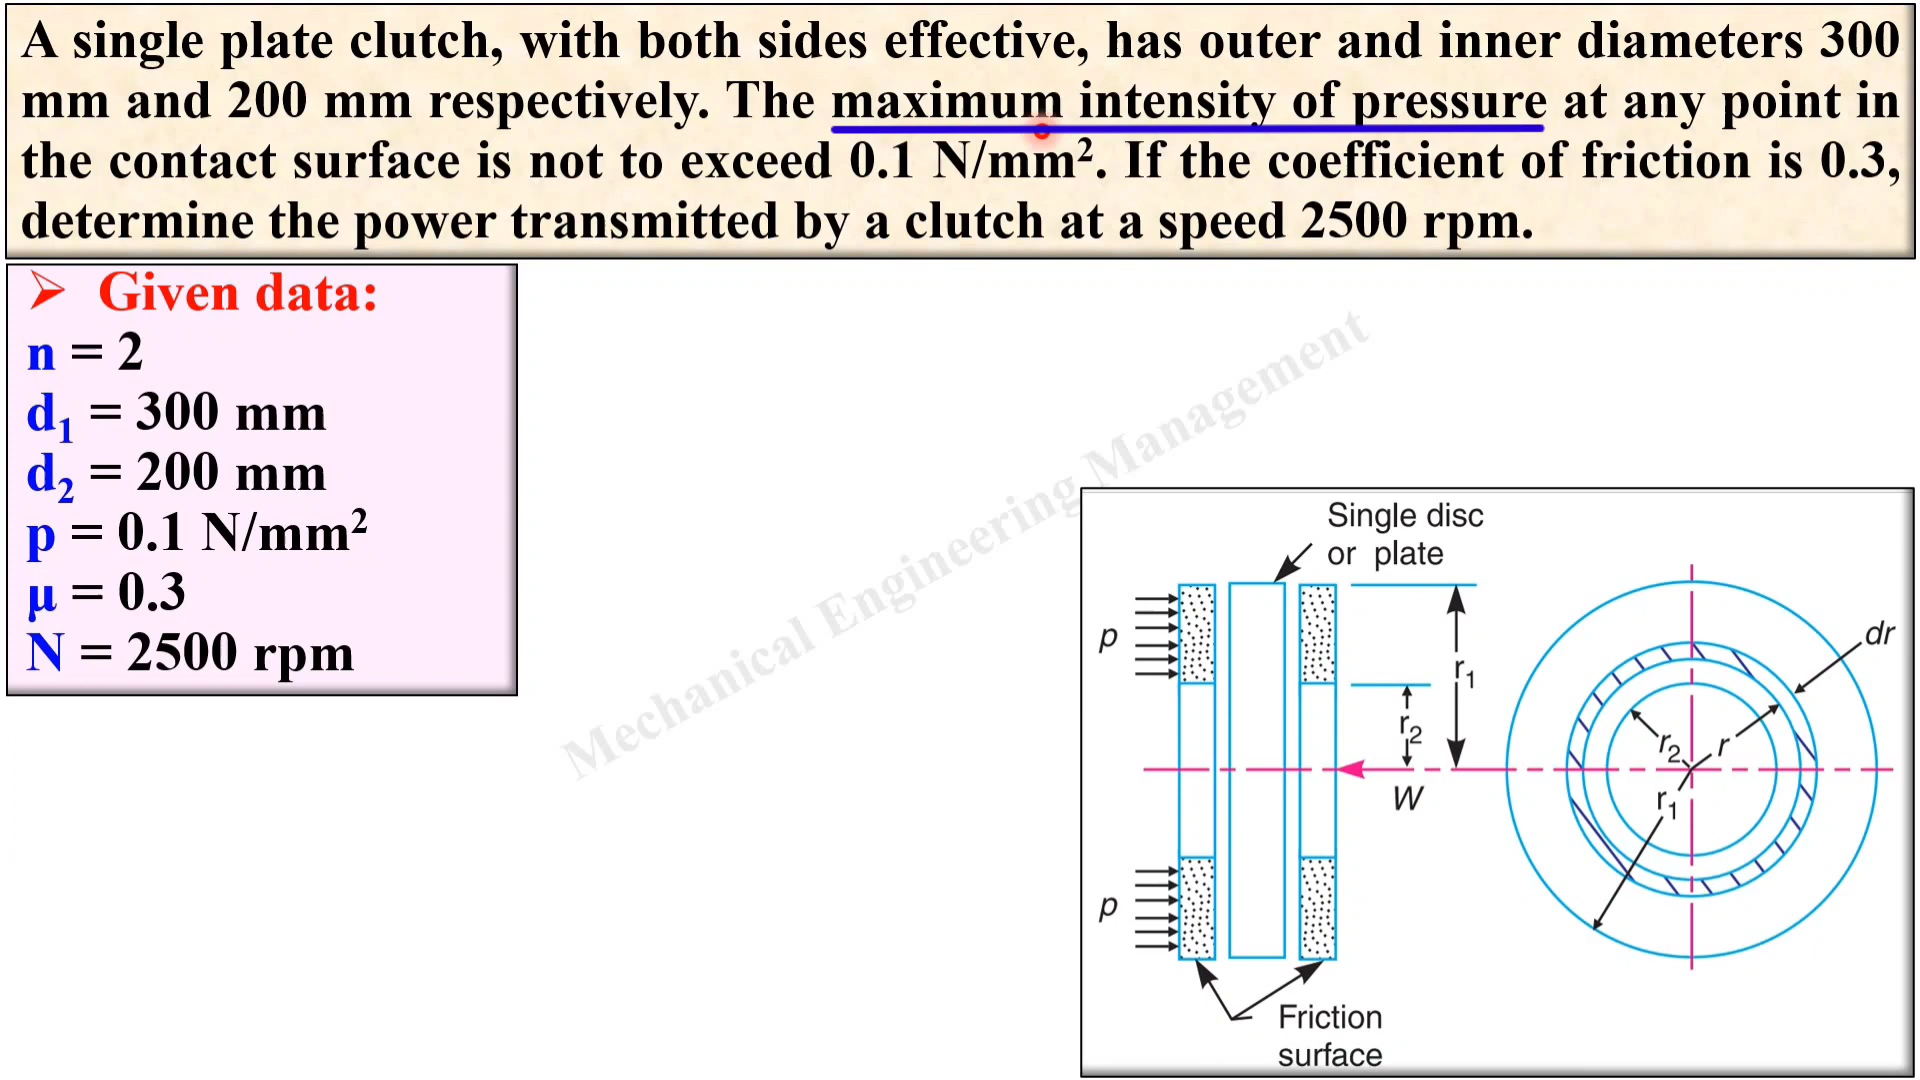 A single plate clutch, with both sides effective, has outer and inner diameters 300
mm and 200 mm respectively. The maximum intensity of pressure at any point in
the contact surface is not to exceed 0.1 N/mm². If the coefficient of friction is 0.3,
determine the power transmitted by a clutch at a speed 2500 rpm.
➢ Given data:
n = 2
d₁ = 300 mm
d₂ = 200 mm
p = 0.1 N/mm²
μ = 0.3
N = 2500 rpm
Mechanical Engineering Management
Single disc
or plate
p
r₁
r₂
W
p
Friction
surface
dr
r₂
r
r₁